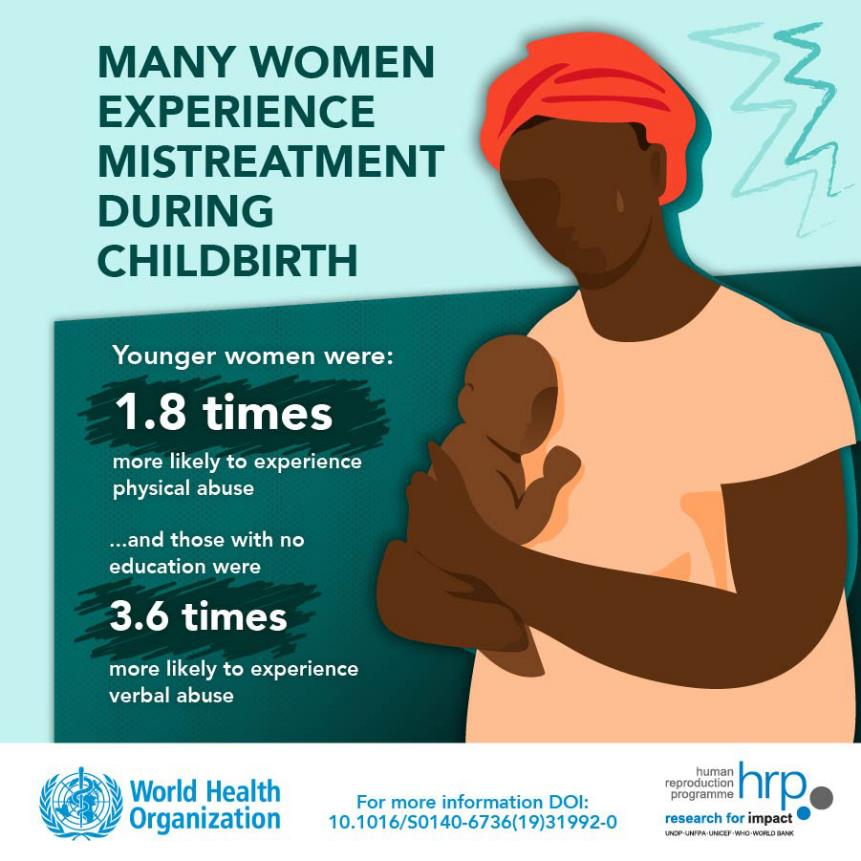 MANY WOMEN
EXPERIENCE
MISTREATMENT
DURING
CHILDBIRTH
Younger women were:
1.8 times
more likely to experience
physical abuse
...and those with no
education were
3.6 times
more likely to experience
verbal abuse
World Health
Organization
For more information DOI:
10.1016/S0140-6736(19)31992-0
human
reproduction
programme
hrp
research for impact
UNDP·UNFPA·UNICEF·WHO·WORLD BANK